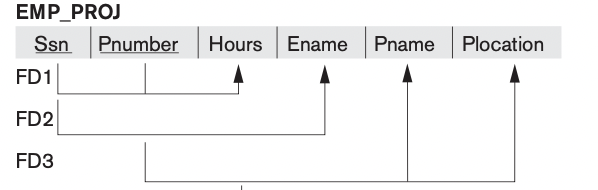 EMP_PROJ
Ssn Pnumber Hours Ename Pname Plocation
FD1
FD2
FD3